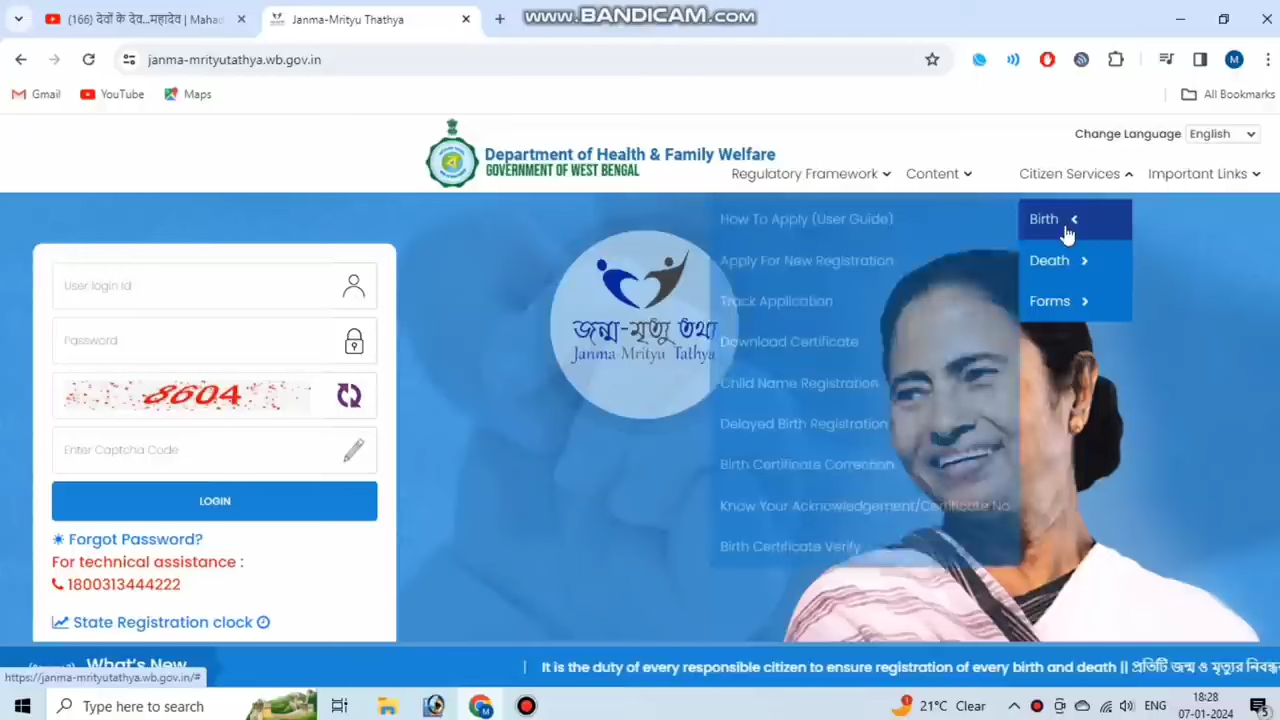 (166) देवों के देव...महादेव | Maha
Janma-Mrityu Thathya
www.BANDICAM.com
janma-mrityutathya.wb.gov.in
M
Gmail
YouTube
Maps
All Bookmarks
Change Language
English
Department of Health & Family Welfare
GOVERNMENT OF WEST BENGAL
Regulatory Framework
Content
Citizen Services
Important Links
How To Apply (User Guide)
Birth
Apply For New Registration
Death
Track Application
Forms
Download Certificate
Child Name Registration
Delayed Birth Registration
Birth Certificate Correction
Know Your Acknowledgement/Certificate No
Birth Certificate Verify
User login Id
Password
8604
Enter Captcha Code
LOGIN
Forgot Password?
For technical assistance :
1800313444222
State Registration clock
জন্ম-মৃত্যু তথ্য
Janma Mrityu Tathya
What's New
It is the duty of every responsible citizen to ensure registration of every birth and death || প্রতিটি জন্ম ও মৃত্যুর
https://janma-mrityutathya.wb.gov.in/#
Type here to search
21°C Clear
ENG
18:28
07-01-2024